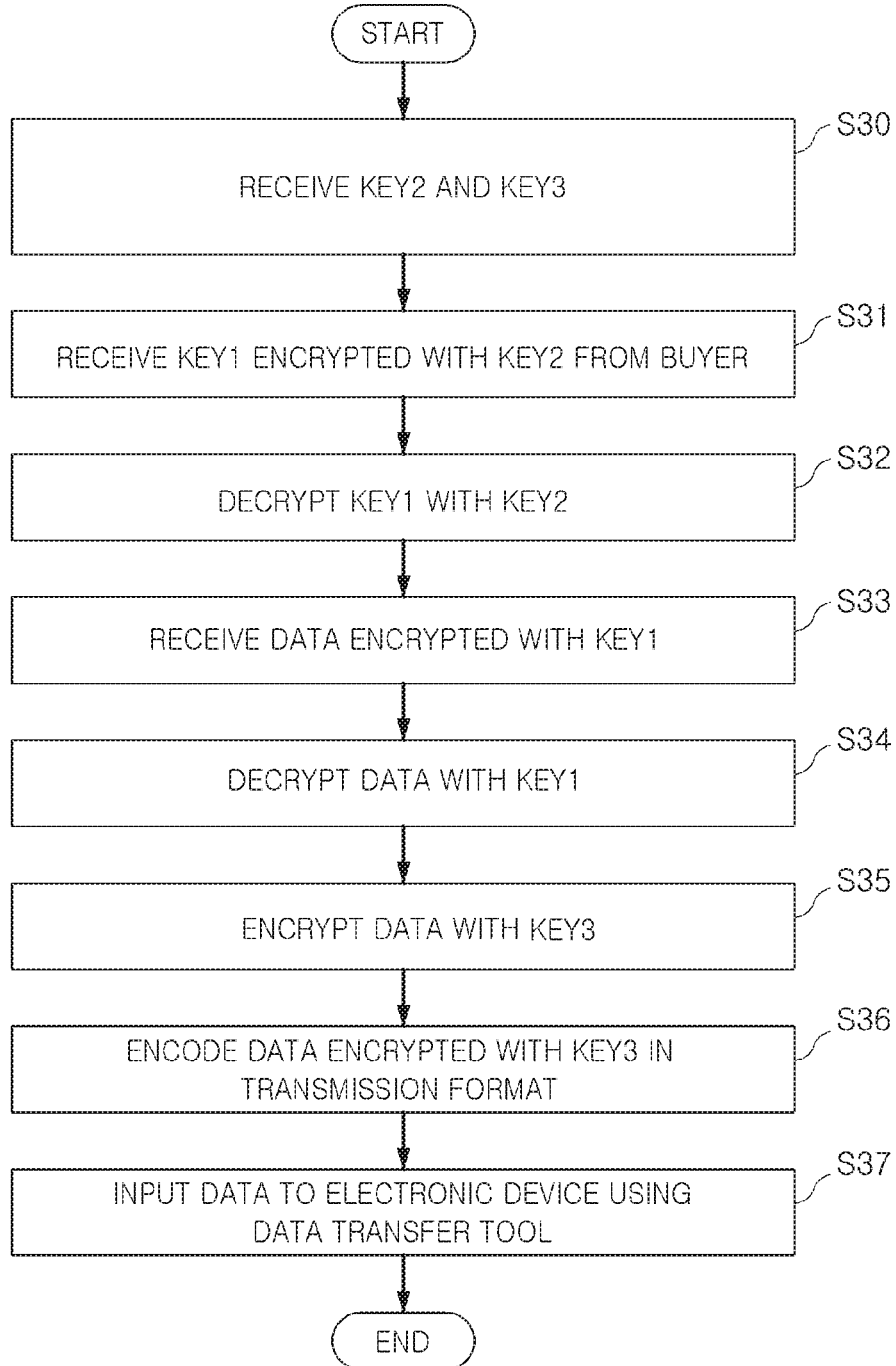 START
S30
RECEIVE KEY2 AND KEY3
S31
RECEIVE KEY1 ENCRYPTED WITH KEY2 FROM BUYER
S32
DECRYPT KEY1 WITH KEY2
S33
RECEIVE DATA ENCRYPTED WITH KEY1
S34
DECRYPT DATA WITH KEY1
S35
ENCRYPT DATA WITH KEY3
S36
ENCODE DATA ENCRYPTED WITH KEY3 IN
TRANSMISSION FORMAT
S37
INPUT DATA TO ELECTRONIC DEVICE USING
DATA TRANSFER TOOL
END